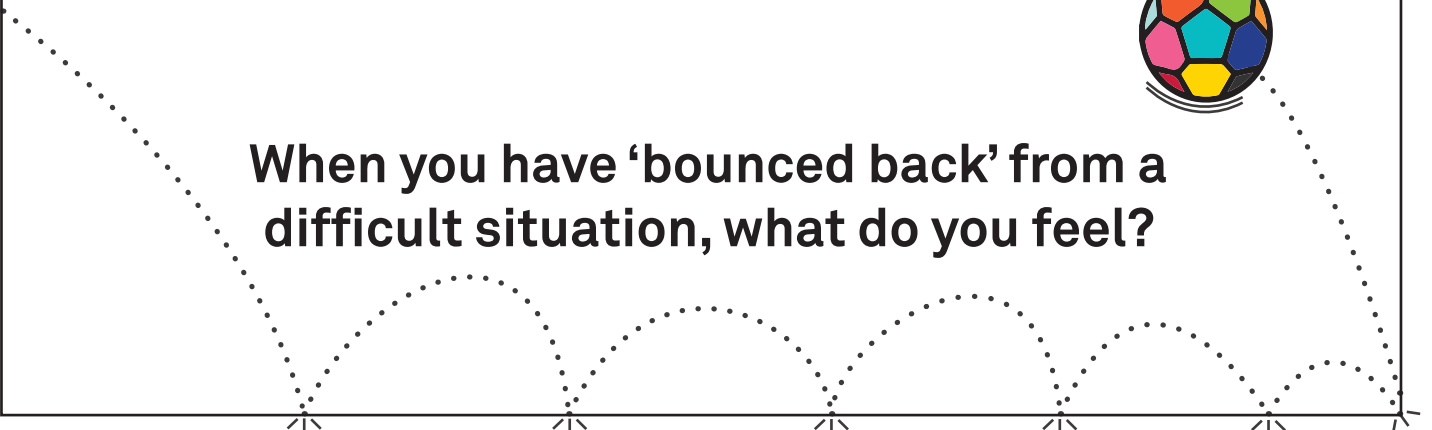 When you have ‘bounced back’ from a
difficult situation, what do you feel?